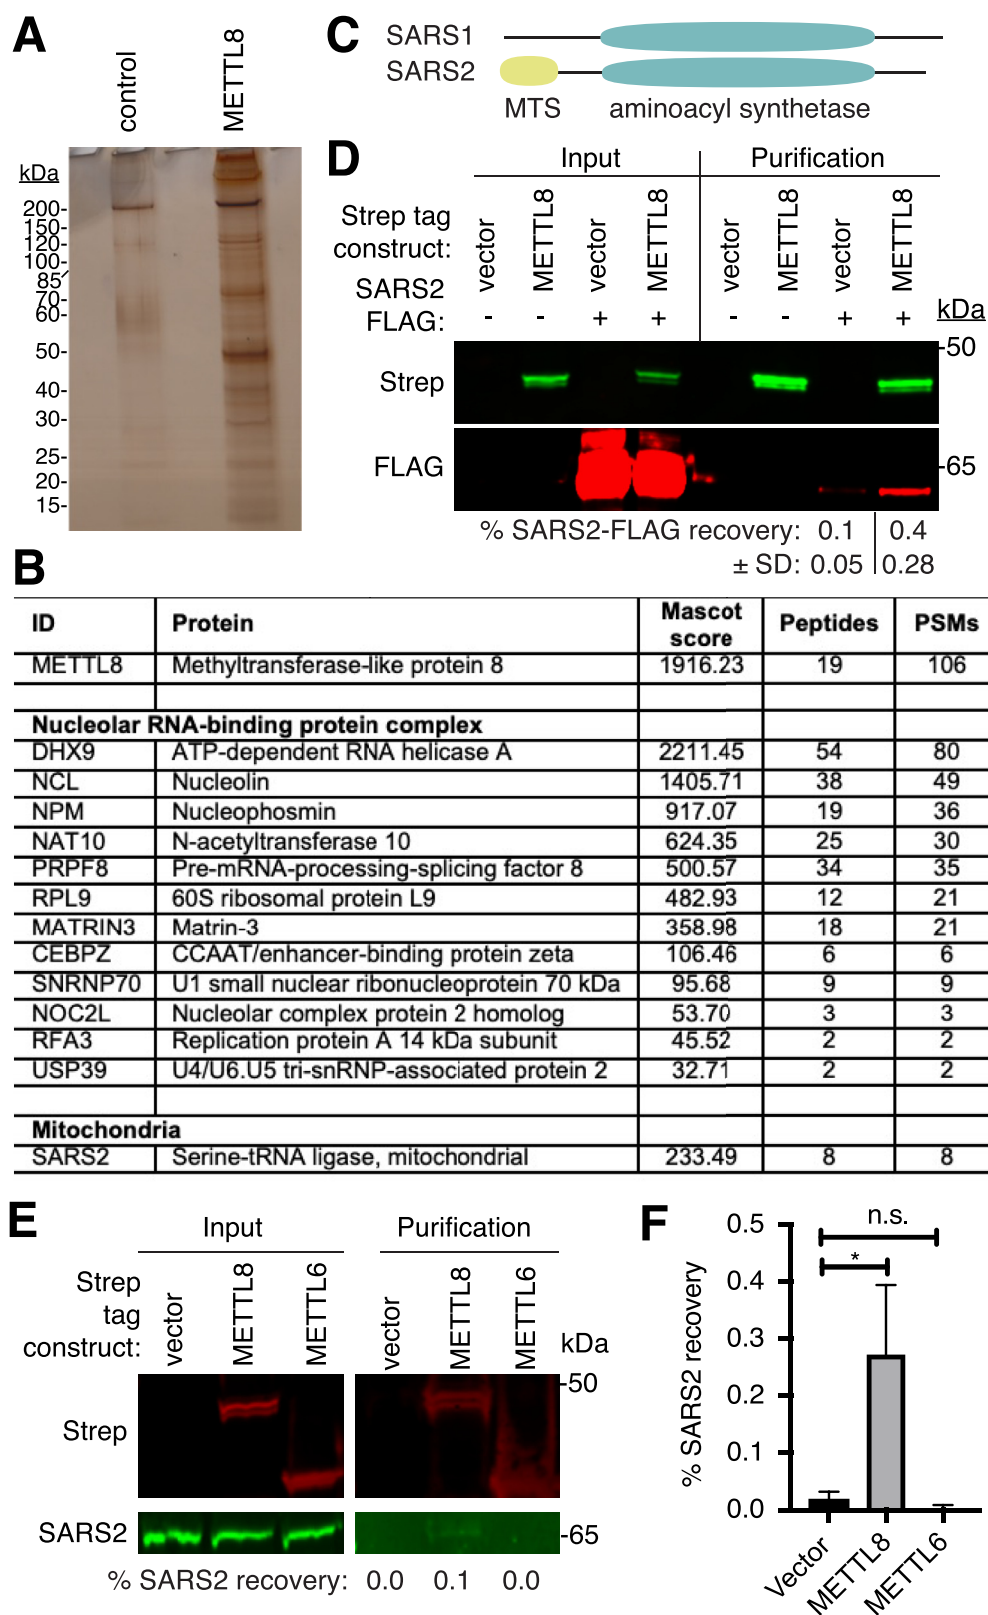 A
control
METTL8
kDa
200-
150-
120-
100-
85
70-
60-
50-
40-
30-
25-
20-
15-
C
SARS1
SARS2
MTS
aminoacyl synthetase
D
Input
Purification
Strep tag
construct:
vector
METTL8
vector
METTL8
vector
METTL8
vector
METTL8
SARS2
FLAG:
- - + + - - + +
kDa
-50
Strep
FLAG
-65
% SARS2-FLAG recovery: 0.1 0.4
± SD: 0.05 0.28
B
ID Protein Mascot score Peptides PSMs
METTL8 Methyltransferase-like protein 8 1916.23 19 106
Nucleolar RNA-binding protein complex
DHX9 ATP-dependent RNA helicase A 2211.45 54 80
NCL Nucleolin 1405.71 38 49
NPM Nucleophosmin 917.07 19 36
NAT10 N-acetyltransferase 10 624.35 25 30
PRPF8 Pre-mRNA-processing-splicing factor 8 500.57 34 35
RPL9 60S ribosomal protein L9 482.93 12 21
MATRIN3 Matrin-3 358.98 18 21
CEBPZ CCAAT/enhancer-binding protein zeta 106.46 6 6
SNRNP70 U1 small nuclear ribonucleoprotein 70 kDa 95.68 9 9
NOC2L Nucleolar complex protein 2 homolog 53.70 3 3
RFA3 Replication protein A 14 kDa subunit 45.52 2 2
USP39 U4/U6.U5 tri-snRNP-associated protein 2 32.71 2 2
Mitochondria
SARS2 Serine-tRNA ligase, mitochondrial 233.49 8 8
E
Input
Purification
Strep
tag
construct:
vector
METTL8
METTL6
vector
METTL8
METTL6
kDa
-50
Strep
SARS2
-65
% SARS2 recovery: 0.0 0.1 0.0
F
% SARS2 recovery
0.5
0.4
0.3
0.2
0.1
0.0
n.s.
*
Vector
METTL8
METTL6